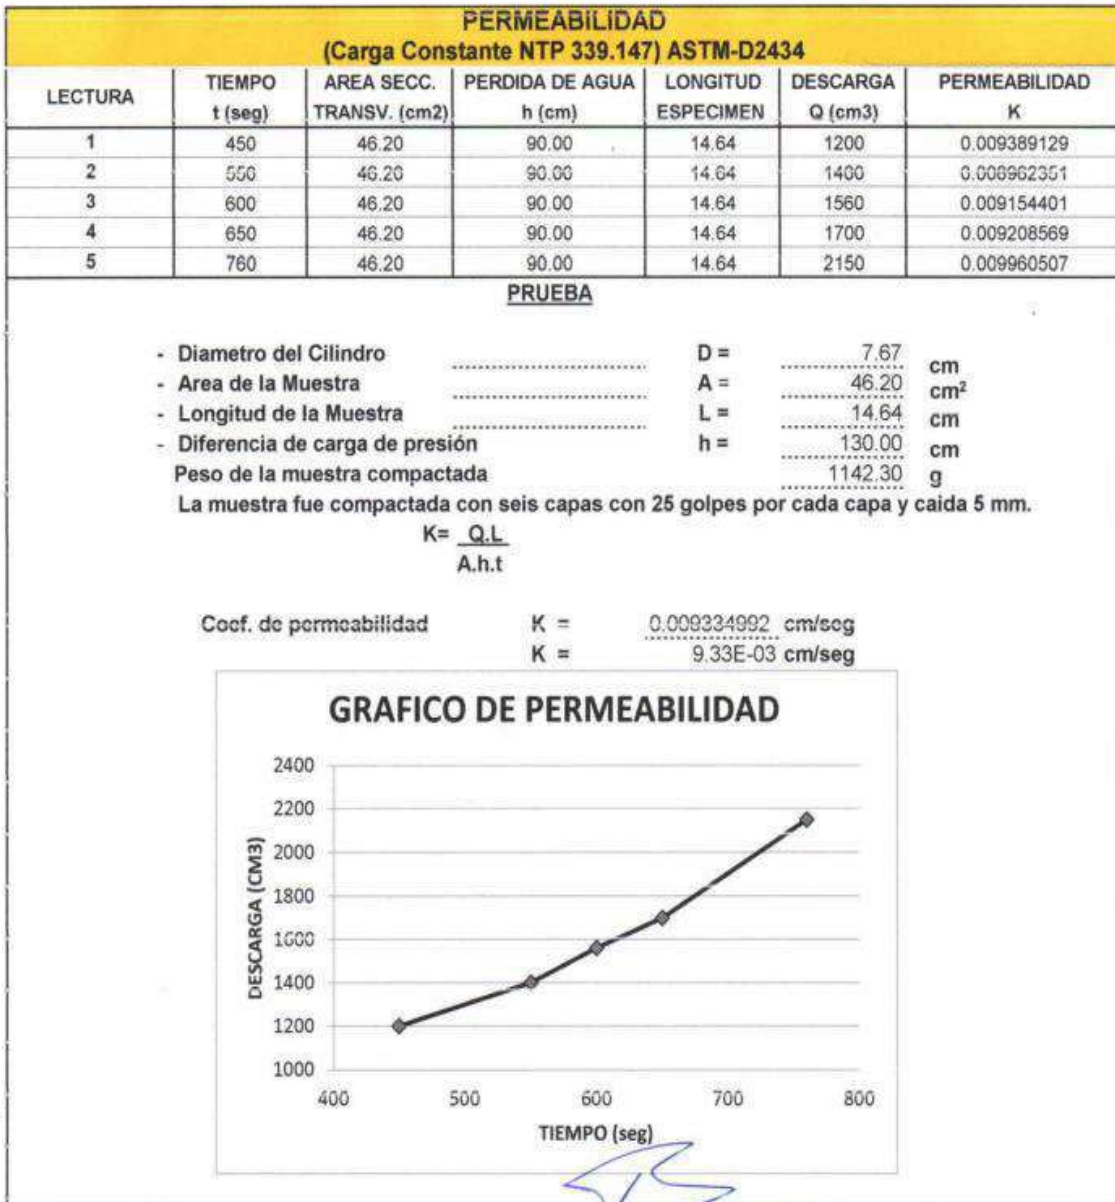 PERMEABILIDAD
(Carga Constante NTP 339.147) ASTM-D2434
LECTURA TIEMPO t (seg) AREA SECC. TRANSV. (cm2) PERDIDA DE AGUA h (cm) LONGITUD ESPECIMEN DESCARGA Q (cm3) PERMEABILIDAD K
1 450 46.20 90.00 14.64 1200 0.009389129
2 550 46.20 90.00 14.64 1400 0.008962351
3 600 46.20 90.00 14.64 1560 0.009154401
4 650 46.20 90.00 14.64 1700 0.009208569
5 760 46.20 90.00 14.64 2150 0.009960507
PRUEBA
- Diametro del Cilindro D = 7.67 cm
- Area de la Muestra A = 46.20 cm²
- Longitud de la Muestra L = 14.64 cm
- Diferencia de carga de presión h = 130.00 cm
Peso de la muestra compactada 1142.30 g
La muestra fue compactada con seis capas con 25 golpes por cada capa y caida 5 mm.
K= Q.L
A.h.t
Coef. de permeabilidad K = 0.009334992 cm/seg
K = 9.33E-03 cm/seg
GRAFICO DE PERMEABILIDAD
2400
2200
2000
1800
1600
1400
1200
1000
DESCARGA (CM3)
400 500 600 700 800
TIEMPO (seg)